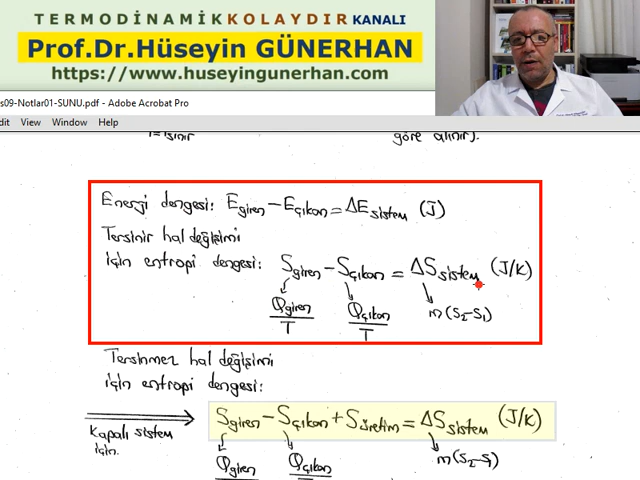 TERMODİNAMİKKOLAYDIR KANALI
Prof.Dr.Hüseyin GÜNERHAN
https://www.huseyingunerhan.com
s09-Notlar01-SUNU.pdf - Adobe Acrobat Pro
dit View Window Help
göre alınır).
Enerji dengesi: Egiren - Eçıkan = ΔEsistem (J)
Tersinir hal değişimi
için entropi dengesi: Sgiren - Sçıkan = ΔSsistem (J/K)
Qgiren/T Qçıkan/T m(S2-S1)
Tersinmez hal değişimi
için entropi dengesi:
Sgiren - Sçıkan + Süretim = ΔSsistem (J/K)
Kapalı sistem
için.
Qgiren Qçıkan m(S2-S1)